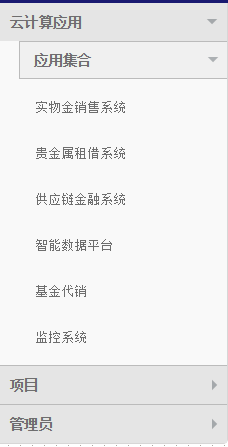 云计算应用
应用集合
实物金销售系统
贵金属租借系统
供应链金融系统
智能数据平台
基金代销
监控系统
项目
管理员